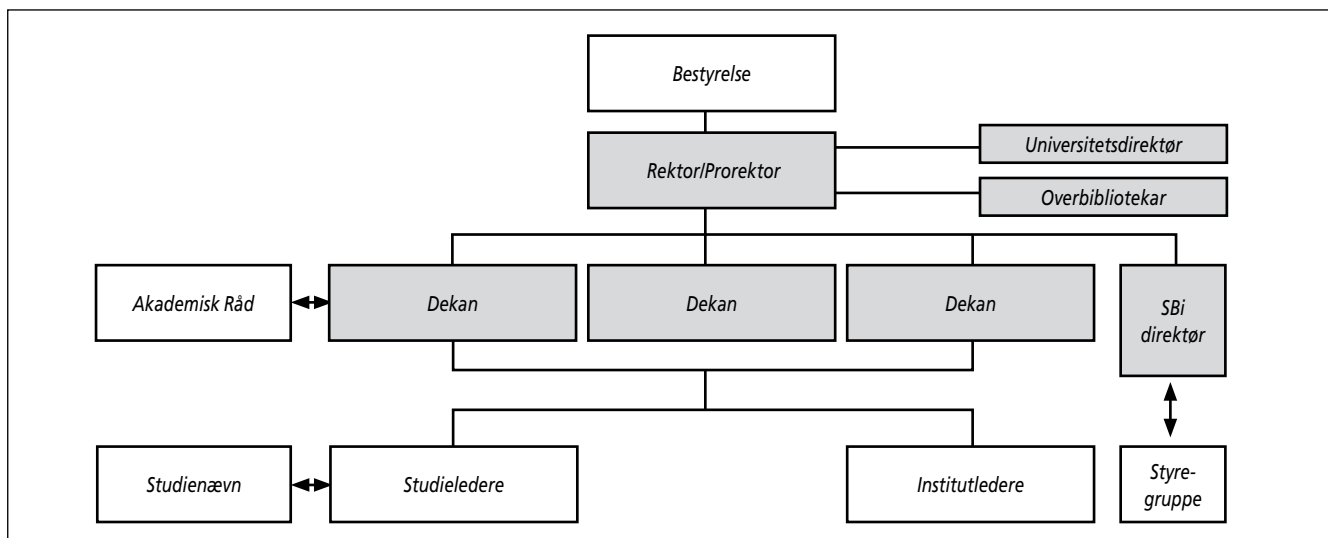 Bestyrelse
Rektor/Prorektor
Universitetsdirektør
Overbibliotekar
Akademisk Råd
Dekan
Dekan
Dekan
SBi
direktør
Studienævn
Studieledere
Institutledere
Styre-
gruppe